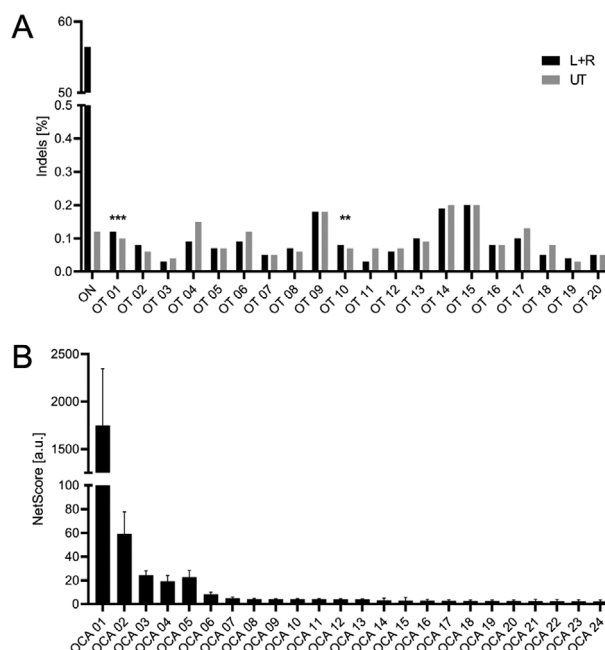 A
60
50
0.5
0.4
0.3
0.2
0.1
0.0
Indels [%]
L+R
UT
***
**
ON
OT 01
OT 02
OT 03
OT 04
OT 05
OT 06
OT 07
OT 08
OT 09
OT 10
OT 11
OT 12
OT 13
OT 14
OT 15
OT 16
OT 17
OT 18
OT 19
OT 20
B
2500
2000
1500
100
80
60
40
20
0
NetScore [a.u.]
OCA 01
OCA 02
OCA 03
OCA 04
OCA 05
OCA 06
OCA 07
OCA 08
OCA 09
OCA 10
OCA 11
OCA 12
OCA 13
OCA 14
OCA 15
OCA 16
OCA 17
OCA 18
OCA 19
OCA 20
OCA 21
OCA 22
OCA 23
OCA 24